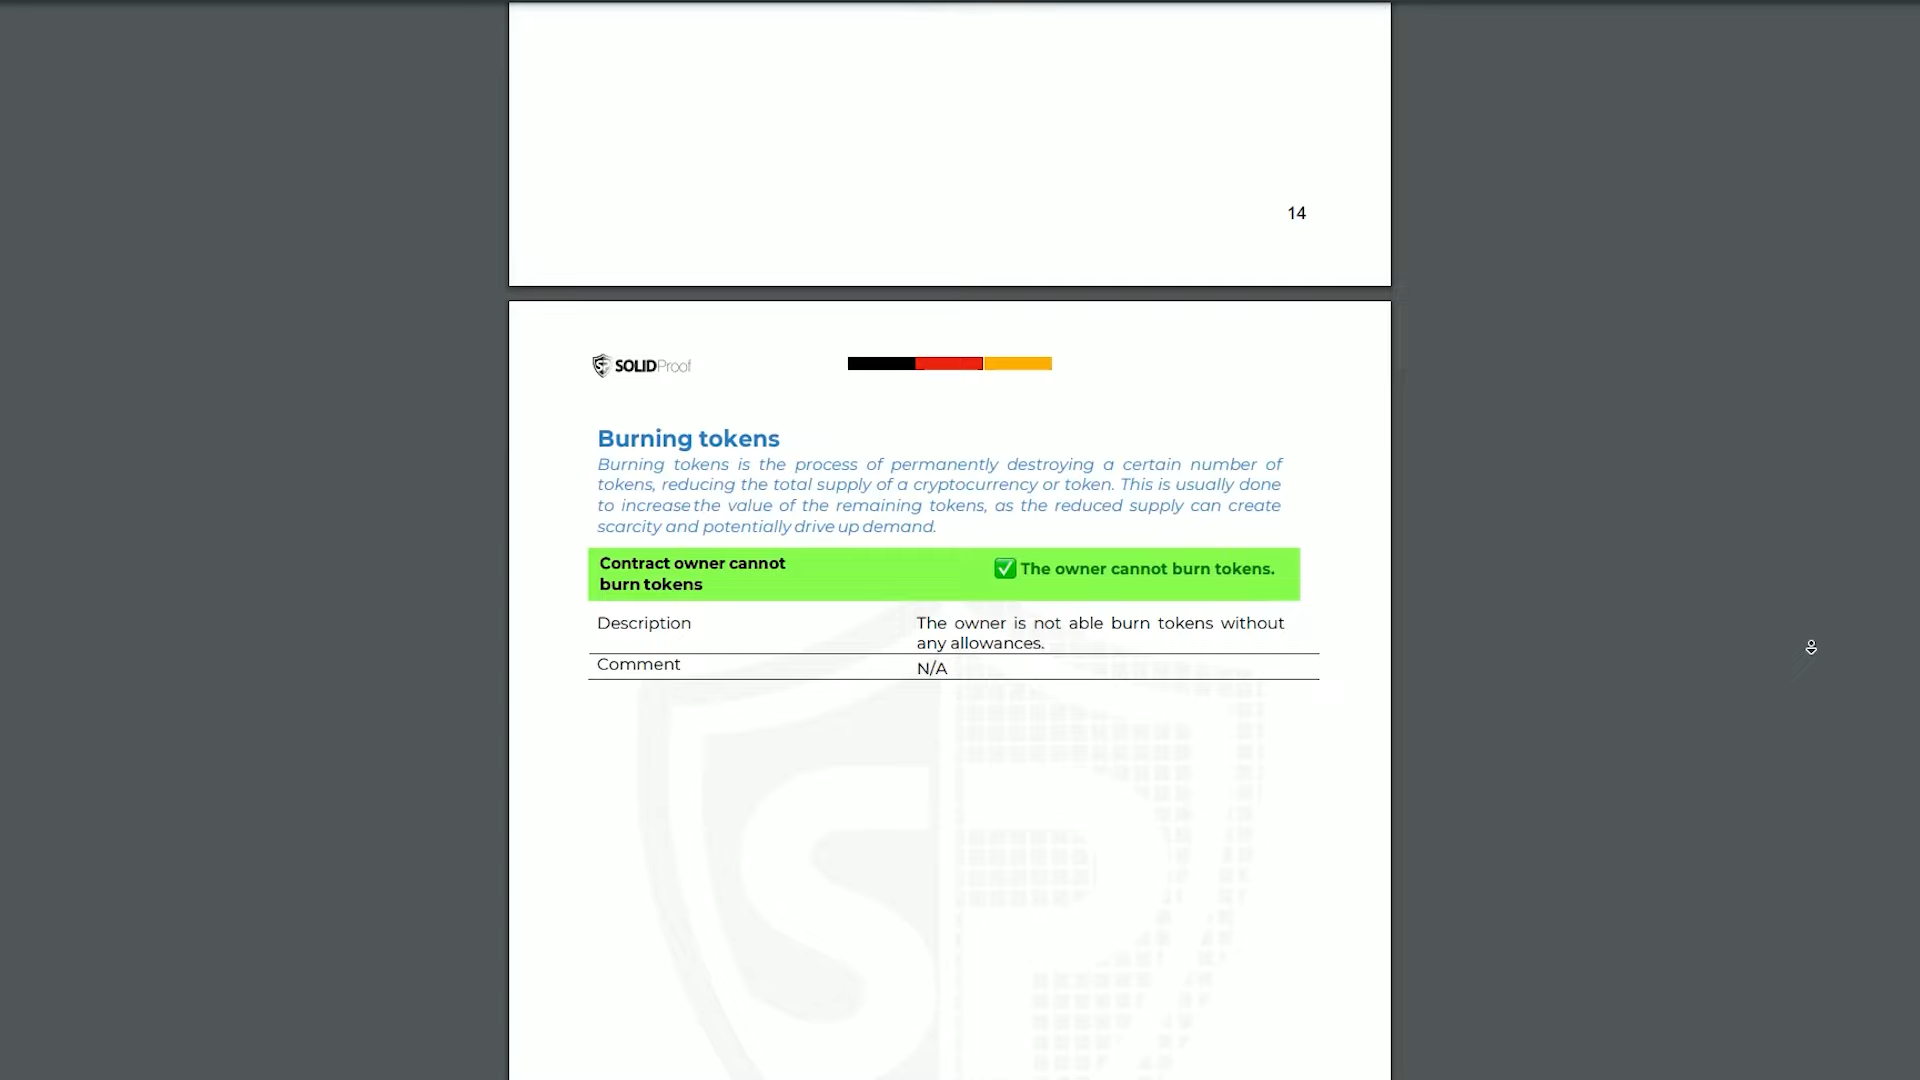 14
SOLIDProof
Burning tokens
Burning tokens is the process of permanently destroying a certain number of
tokens, reducing the total supply of a cryptocurrency or token. This is usually done
to increase the value of the remaining tokens, as the reduced supply can create
scarcity and potentially drive up demand.
Contract owner cannot
burn tokens
✅ The owner cannot burn tokens.
Description
The owner is not able burn tokens without
any allowances.
Comment
N/A